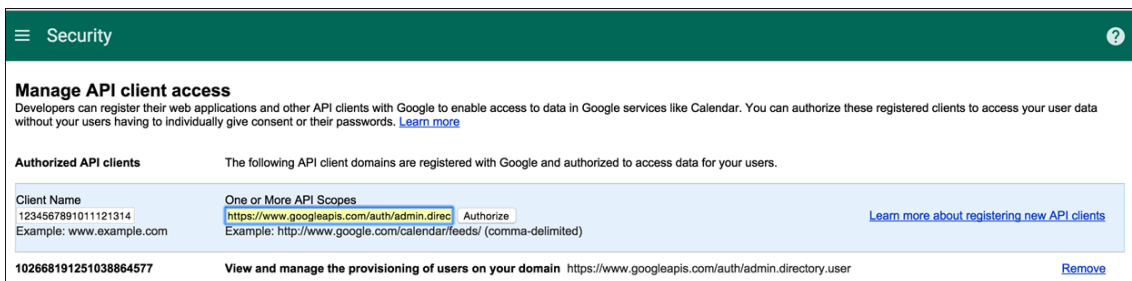 Security
Manage API client access
Developers can register their web applications and other API clients with Google to enable access to data in Google services like Calendar. You can authorize these registered clients to access your user data
without your users having to individually give consent or their passwords. Learn more
Authorized API clients The following API client domains are registered with Google and authorized to access data for your users.
Client Name One or More API Scopes
1234567891011121314 https://www.googleapis.com/auth/admin.direc Authorize Learn more about registering new API clients
Example: www.example.com Example: http://www.google.com/calendar/feeds/ (comma-delimited)
102668191251038864577 View and manage the provisioning of users on your domain https://www.googleapis.com/auth/admin.directory.user Remove